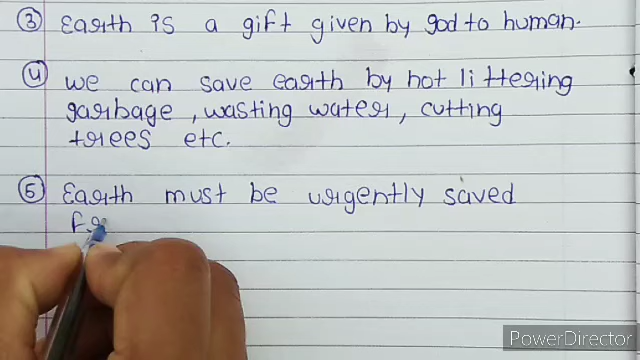 ③ Earth is a gift given by god to human.
④ we can save earth by not littering
garbage , wasting water , cutting
trees etc.
⑤ Earth must be urgently saved
PowerDirector